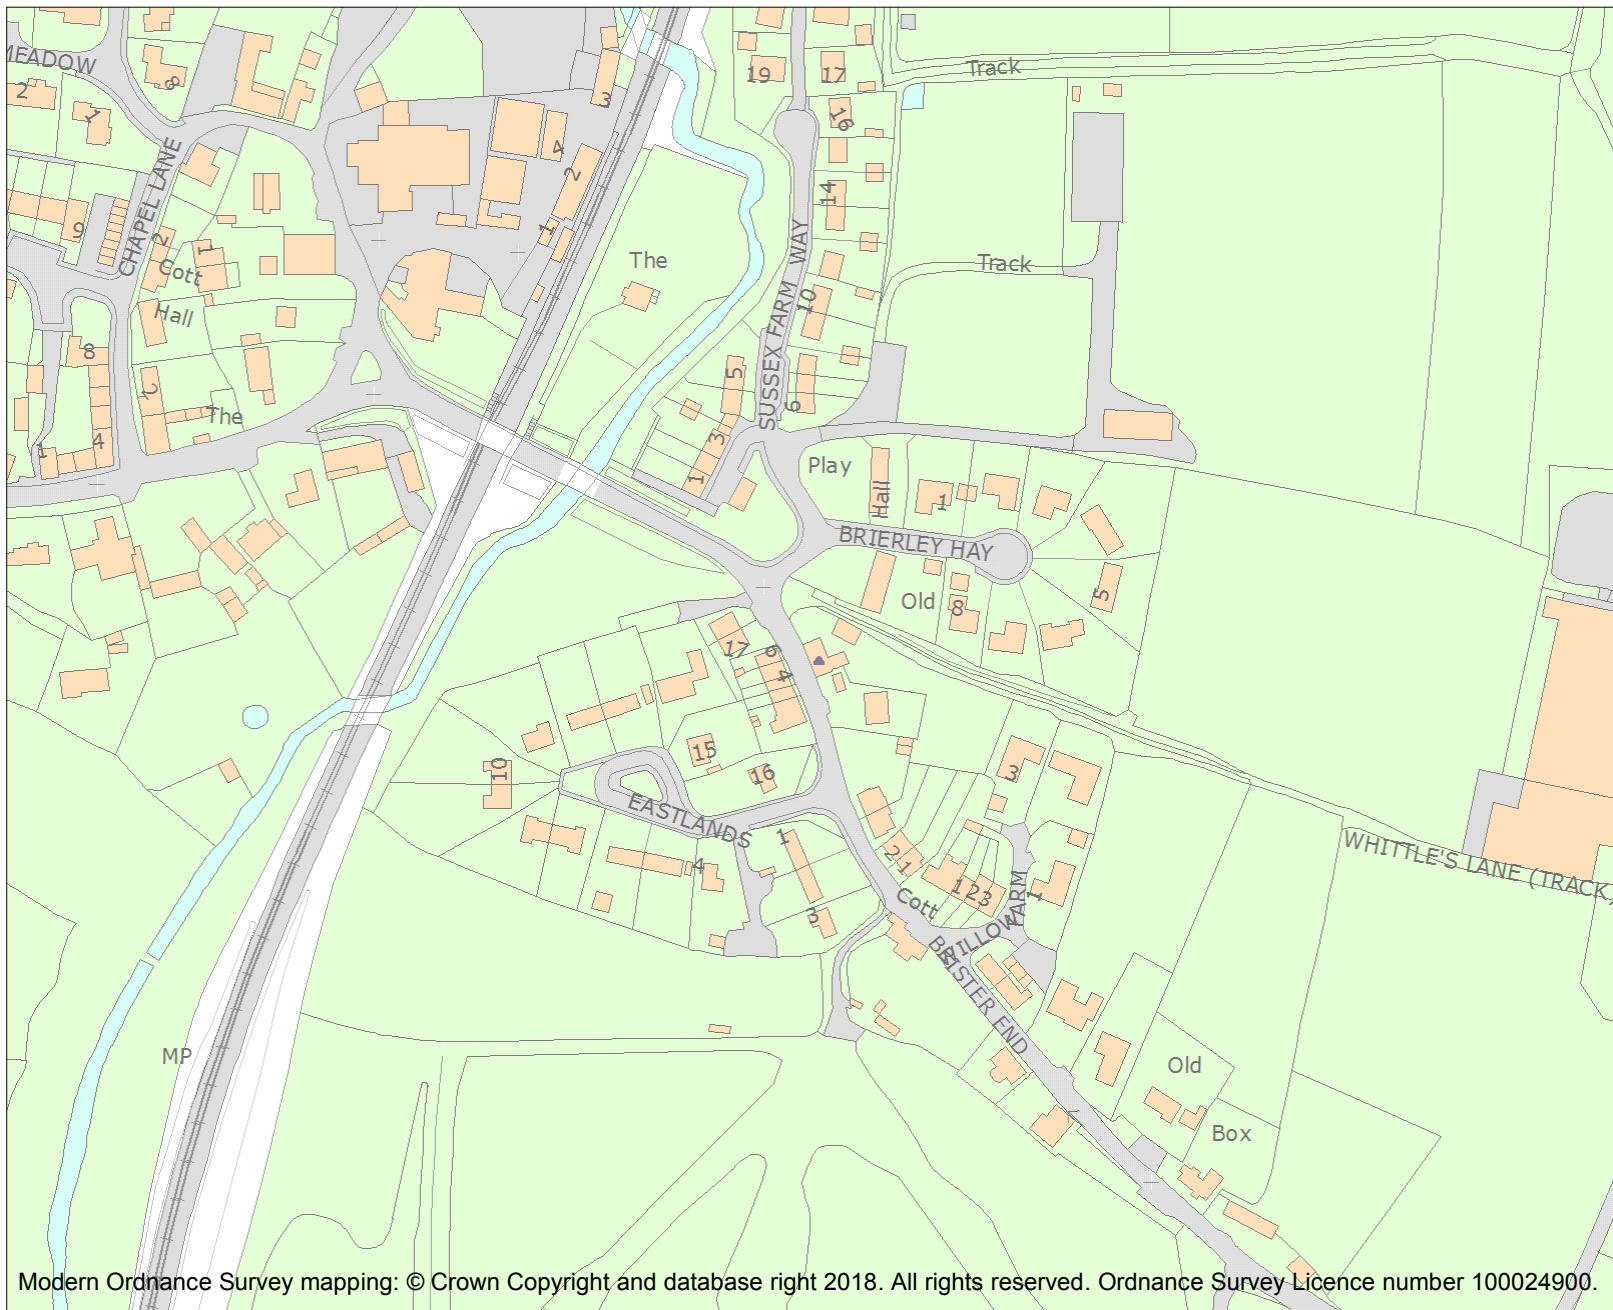 MEADOW
2
1
8
3
4
2
1
19
17
16
14
Track
CHAPEL LANE
9
2
1
Cott
Hall
The
Track
SUSSEX FARM WAY
10
8
2
The
5
6
3
1
1
4
Play
Hall
1
BRIERLEY HAY
Old
8
5
17
6
4
15
16
10
EASTLANDS
4
1
3
3
2 1
Cott
1 2 3
1
WILLOW FARM
WHITTLE'S LANE (TRACK)
BRISTER END
MP
Old
Box
7
Modern Ordnance Survey mapping: © Crown Copyright and database right 2018. All rights reserved. Ordnance Survey Licence number 100024900.